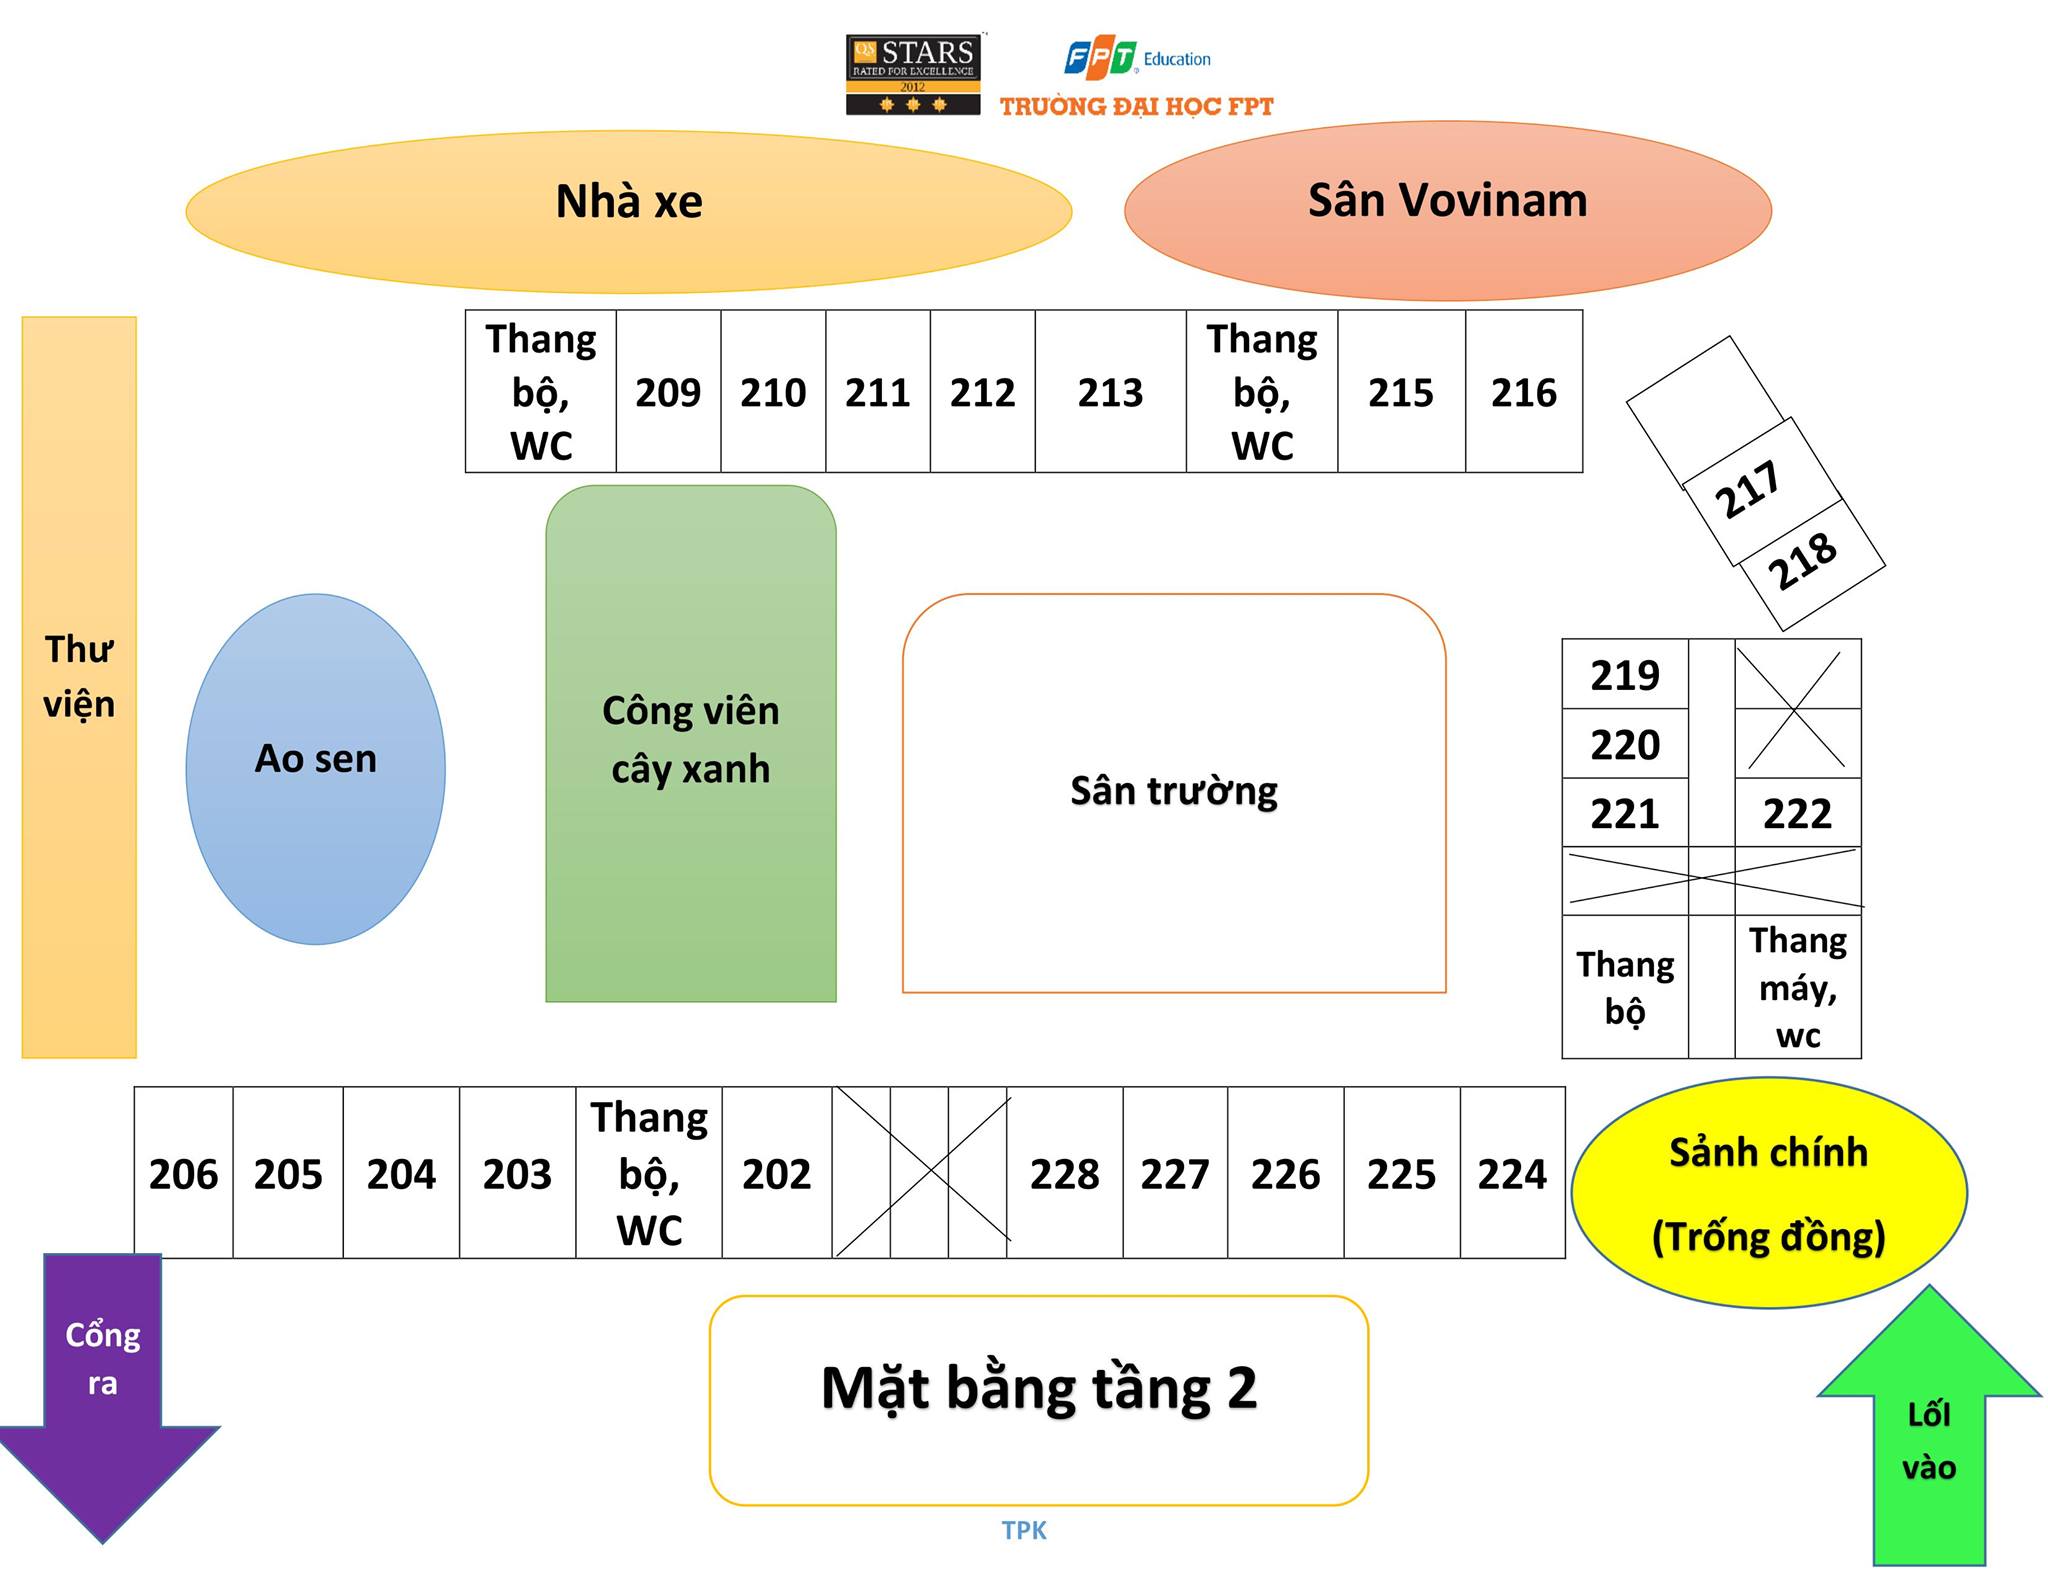 QS STARS
RATED FOR EXCELLENCE
2012
FPT Education
TRƯỜNG ĐẠI HỌC FPT
Nhà xe
Sân Vovinam
Thang
bộ,
WC
209
210
211
212
213
Thang
bộ,
WC
215
216
217
218
Thư
viện
Ao sen
Công viên
cây xanh
Sân trường
219
220
221
222
Thang
bộ
Thang
máy,
wc
206
205
204
203
Thang
bộ,
WC
202
228
227
226
225
224
Sảnh chính
(Trống đồng)
Cổng
ra
Mặt bằng tầng 2
Lối
vào
TPK